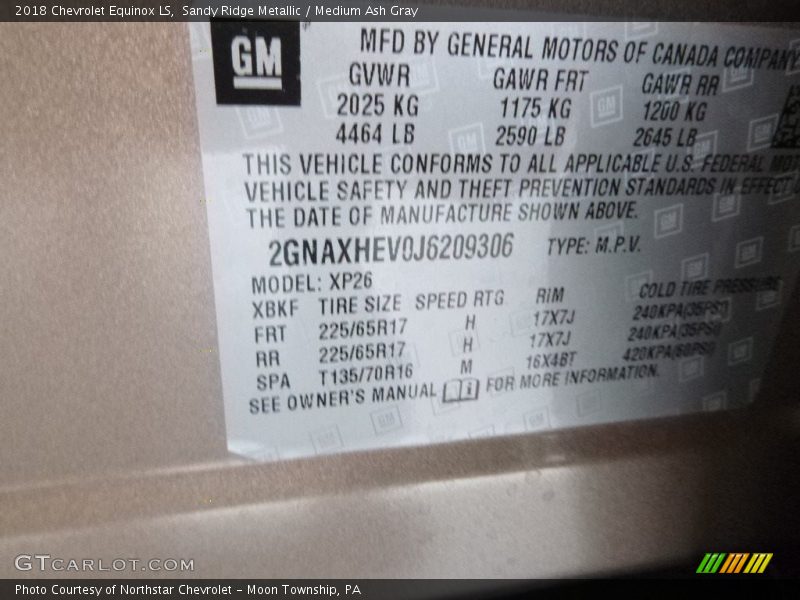 2018 Chevrolet Equinox LS, Sandy Ridge Metallic / Medium Ash Gray
GM
MFD BY GENERAL MOTORS OF CANADA COMPANY
GVWR GAWR FRT GAWR RR
2025 KG 1175 KG 1200 KG
4464 LB 2590 LB 2645 LB
THIS VEHICLE CONFORMS TO ALL APPLICABLE U.S. FEDERAL
VEHICLE SAFETY AND THEFT PREVENTION STANDARDS IN EFFECT
THE DATE OF MANUFACTURE SHOWN ABOVE.
2GNAXHEV0J6209306 TYPE: M.P.V.
MODEL: XP26
XBKF TIRE SIZE SPEED RTG RIM COLD TIRE PRESSURE
FRT 225/65R17 H 17X7J 240KPA(35PSI)
RR 225/65R17 H 17X7J 240KPA(35PSI)
SPA T135/70R16 M 16X4BT 420KPA(60PSI)
SEE OWNER'S MANUAL FOR MORE INFORMATION.
GTCARLOT.COM
Photo Courtesy of Northstar Chevrolet – Moon Township, PA